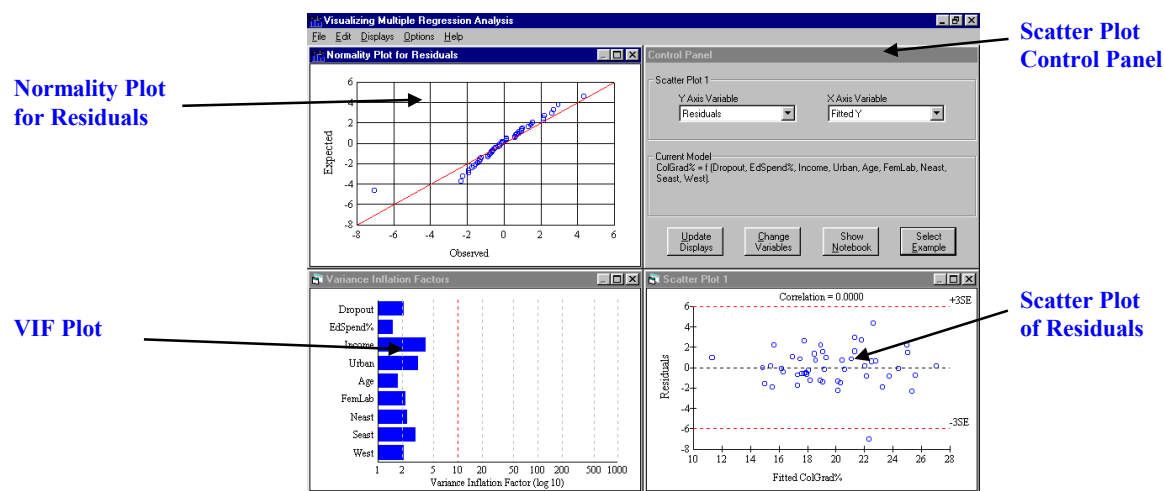 Visualizing Multiple Regression Analysis
File Edit Displays Options Help
Normality Plot for Residuals
Expected
6
4
2
0
-2
-4
-6
-8
-8 -6 -4 -2 0 2 4 6
Observed
Control Panel
Scatter Plot 1
Y Axis Variable X Axis Variable
Residuals Fitted Y
Current Model
ColGrad% = f (Dropout, EdSpend%, Income, Urban, Age, FemLab, Neast,
Seast, West).
Update Displays
Change Variables
Show Notebook
Select Example
Variance Inflation Factors
Dropout
EdSpend%
Income
Urban
Age
FemLab
Neast
Seast
West
1 2 5 10 20 50 100 200 500 1000
Variance Inflation Factor (log 10)
Scatter Plot 1
Correlation = 0.0000
+3SE
-3SE
Residuals
6
4
2
0
-2
-4
-6
-8
10 12 14 16 18 20 22 24 26 28
Fitted ColGrad%
Normality Plot
for Residuals
VIF Plot
Scatter Plot
Control Panel
Scatter Plot
of Residuals